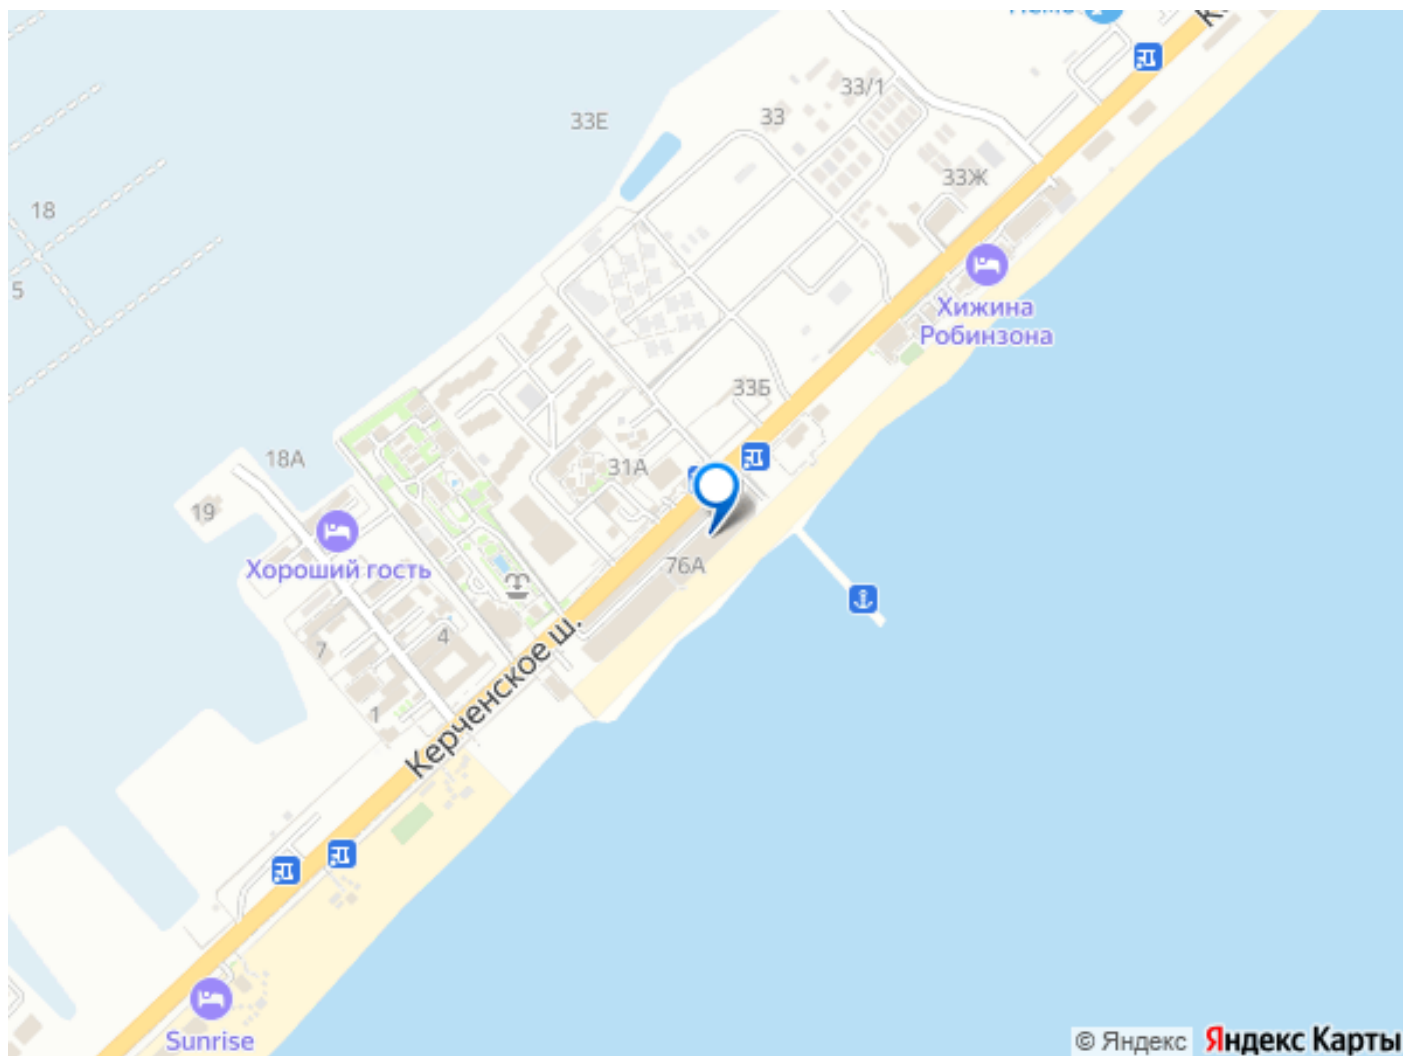 33/1
33
33Е
33Ж
18
5
Хижина
Робинзона
33Б
18А
31А
19
Хороший гость
76А
4
7
1
Керченское ш.
Sunrise
© Яндекс
Яндекс Карты